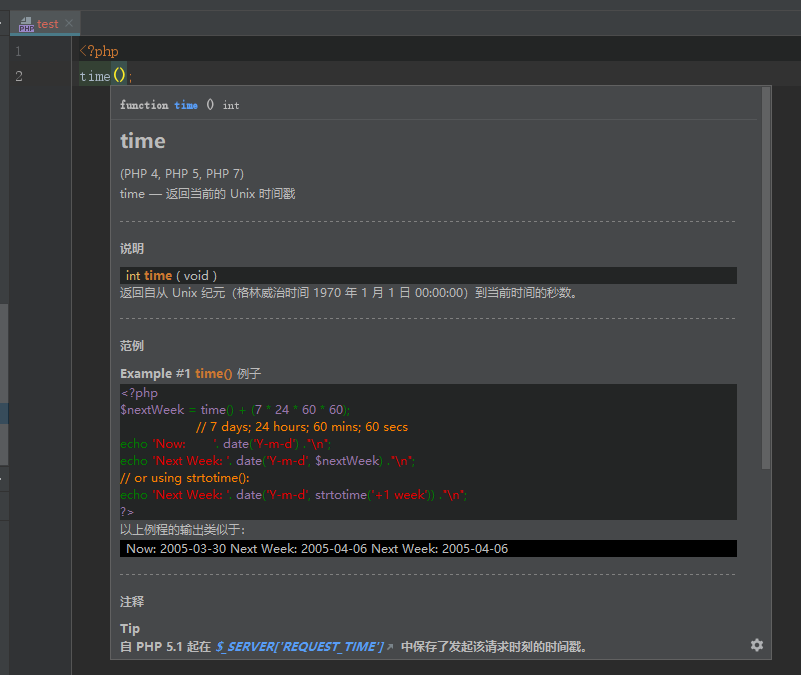 PHP test ×
1 <?php
2 time();
function time () int
time
(PHP 4, PHP 5, PHP 7)
time — 返回当前的 Unix 时间戳
说明
int time ( void )
返回自从 Unix 纪元（格林威治时间 1970 年 1 月 1 日 00:00:00）到当前时间的秒数。
范例
Example #1 time() 例子
<?php
$nextWeek = time() + (7 * 24 * 60 * 60);
// 7 days; 24 hours; 60 mins; 60 secs
echo 'Now:       '. date('Y-m-d') ."\n";
echo 'Next Week: '. date('Y-m-d', $nextWeek) ."\n";
// or using strtotime():
echo 'Next Week: '. date('Y-m-d', strtotime('+1 week')) ."\n";
?>
以上例程的输出类似于：
Now: 2005-03-30 Next Week: 2005-04-06 Next Week: 2005-04-06
注释
Tip
自 PHP 5.1 起在 $_SERVER['REQUEST_TIME'] 中保存了发起该请求时刻的时间戳。